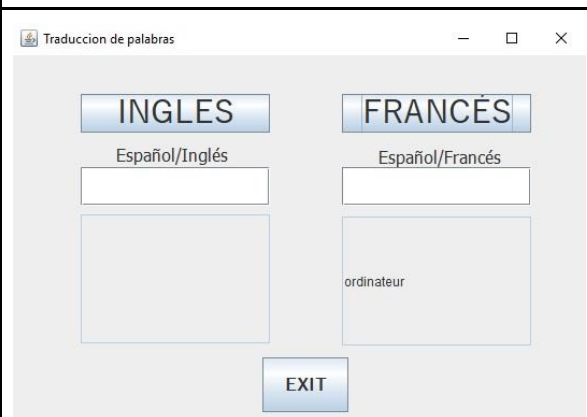 Traduccion de palabras
INGLES
FRANCÉS
Español/Inglés
Español/Francés
ordinateur
EXIT